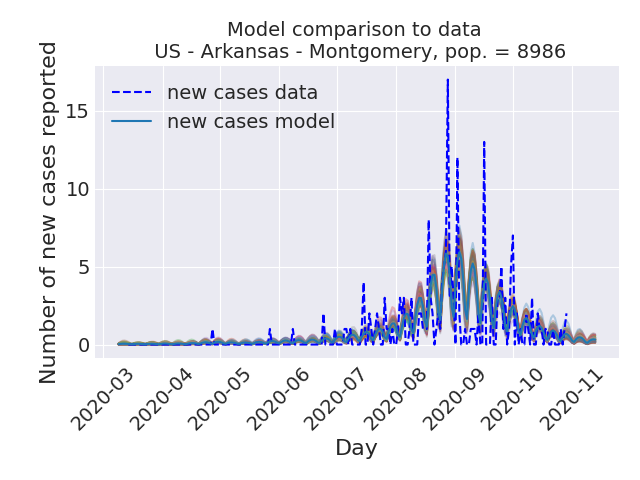 Model comparison to data
US - Arkansas - Montgomery, pop. = 8986
new cases data
new cases model
Number of new cases reported
15
10
5
0
2020-03
2020-04
2020-05
2020-06
2020-07
2020-08
2020-09
2020-10
2020-11
Day